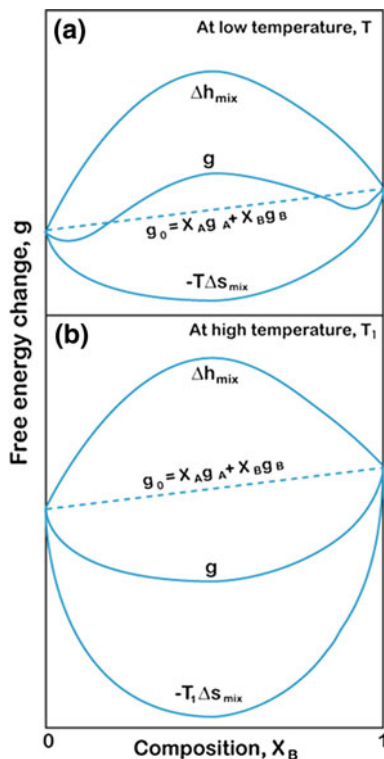 (a) At low temperature, T
Δhmix
g
g₀ = XAgA + XBgB
-TΔsmix
(b) At high temperature, T₁
Δhmix
g₀ = XAgA + XBgB
g
-T₁Δsmix
0 1
Composition, XB
Free energy change, g